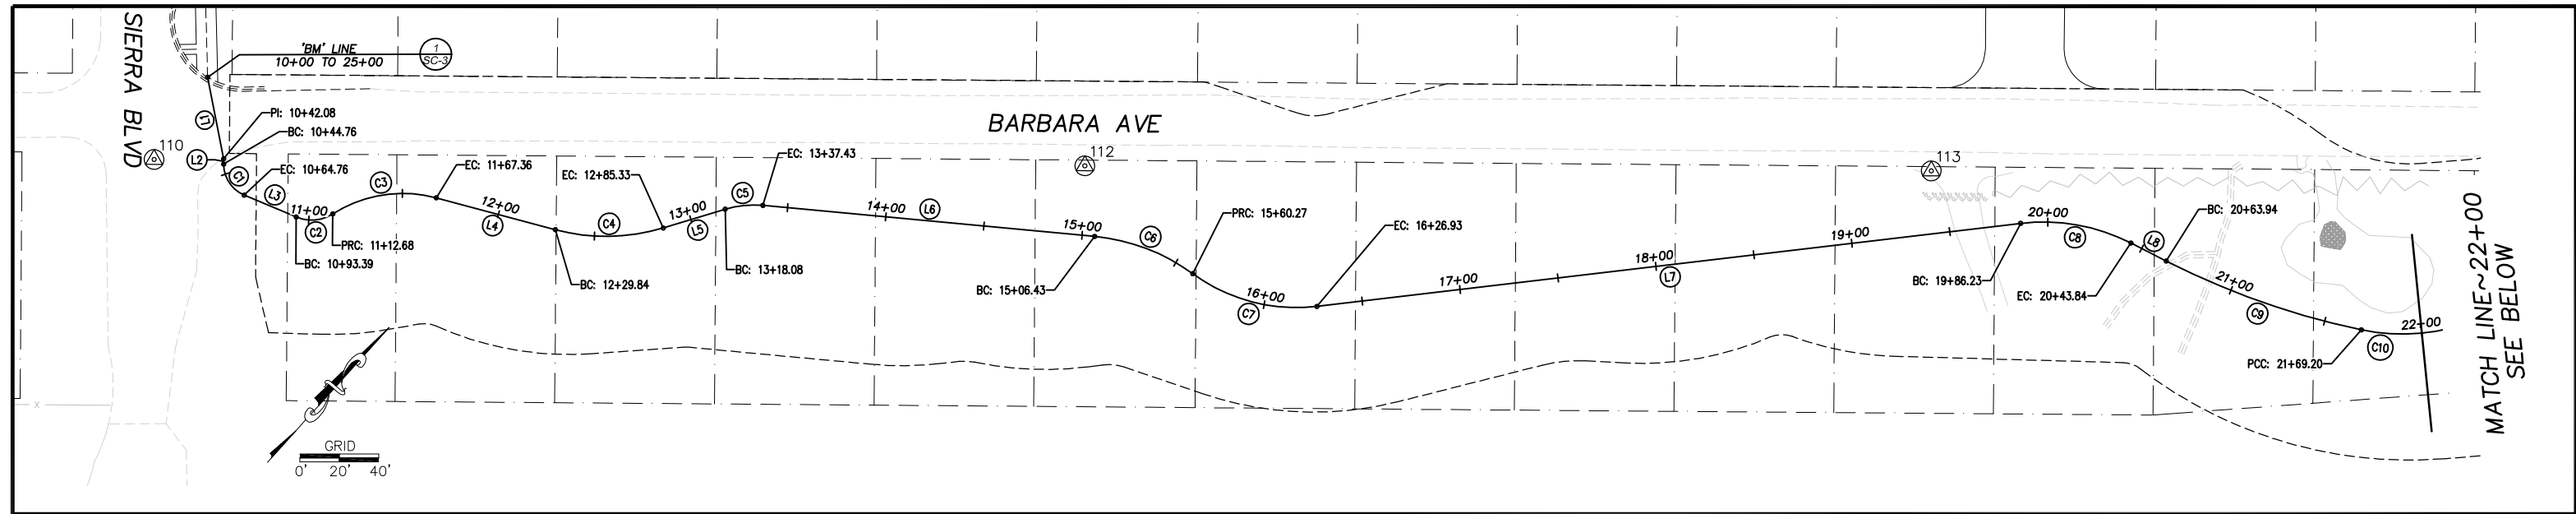 SIERRA BLVD
'BM' LINE
10+00 TO 25+00
1
SC-3
L1
PI: 10+42.08
BC: 10+44.76
110
L2
C1
EC: 10+64.76
L3
11+00
C2
PRC: 11+12.68
BC: 10+93.39
C3
EC: 11+67.36
12+00
L4
EC: 12+85.33
C4
BC: 12+29.84
13+00
L5
C5
EC: 13+37.43
BC: 13+18.08
14+00
L6
BARBARA AVE
112
15+00
C6
BC: 15+06.43
PRC: 15+60.27
EC: 16+26.93
16+00
C7
17+00
18+00
L7
19+00
113
BC: 19+86.23
20+00
C8
L8
EC: 20+43.84
BC: 20+63.94
21+00
C9
22+00
PCC: 21+69.20
C10
MATCH LINE~22+00
SEE BELOW
X
GRID
0' 20' 40'